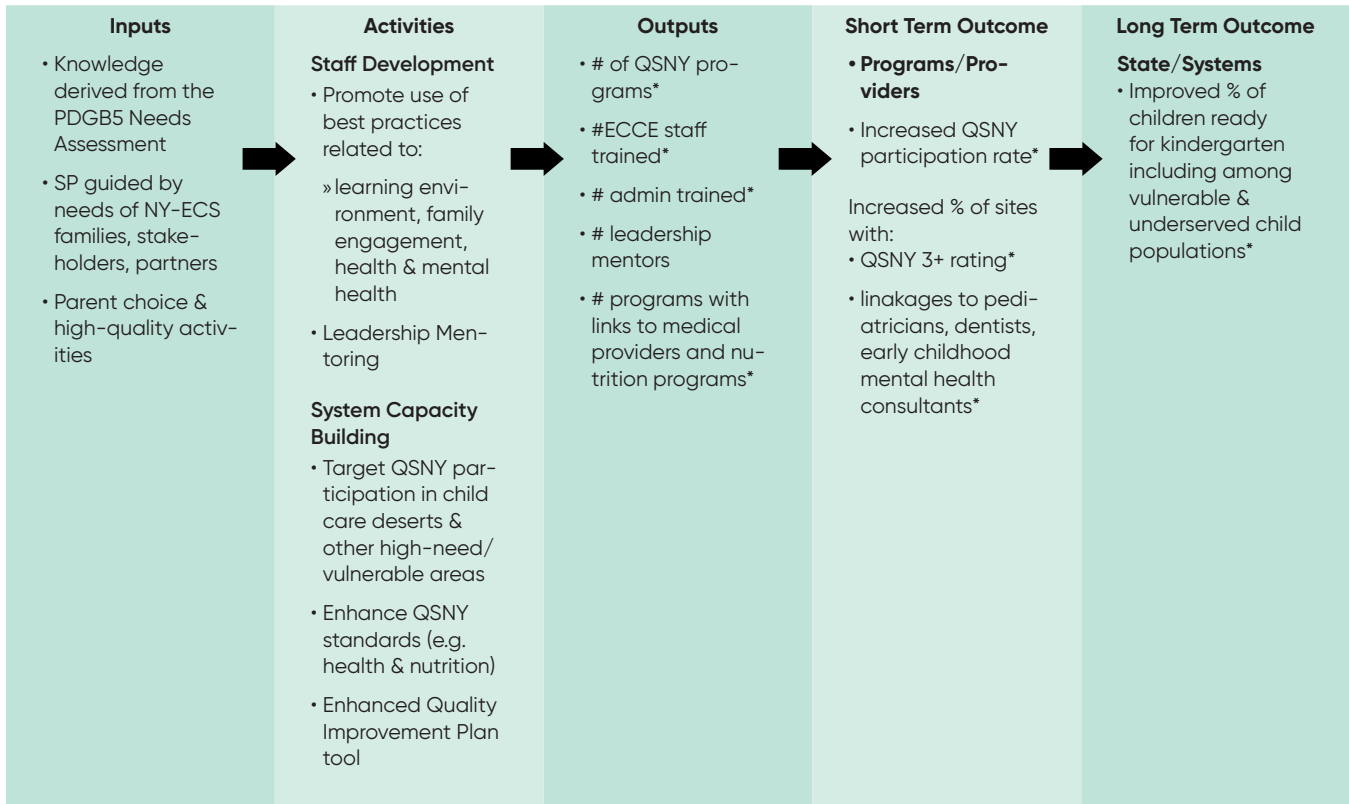 Inputs
• Knowledge
derived from the
PDGB5 Needs
Assessment
• SP guided by
needs of NY-ECS
families, stake-
holders, partners
• Parent choice &
high-quality activ-
ities
Activities
Staff Development
• Promote use of
best practices
related to:
» learning envi-
ronment, family
engagement,
health & mental
health
• Leadership Men-
toring
System Capacity
Building
• Target QSNY par-
ticipation in child
care deserts &
other high-need/
vulnerable areas
• Enhance QSNY
standards (e.g.
health & nutrition)
• Enhanced Quality
Improvement Plan
tool
Outputs
• # of QSNY pro-
grams*
• #ECCE staff
trained*
• # admin trained*
• # leadership
mentors
• # programs with
links to medical
providers and nu-
trition programs*
Short Term Outcome
• Programs/Pro-
viders
• Increased QSNY
participation rate*
Increased % of sites
with:
• QSNY 3+ rating*
• linakages to pedi-
atricians, dentists,
early childhood
mental health
consultants*
Long Term Outcome
State/Systems
• Improved % of
children ready
for kindergarten
including among
vulnerable &
underserved child
populations*